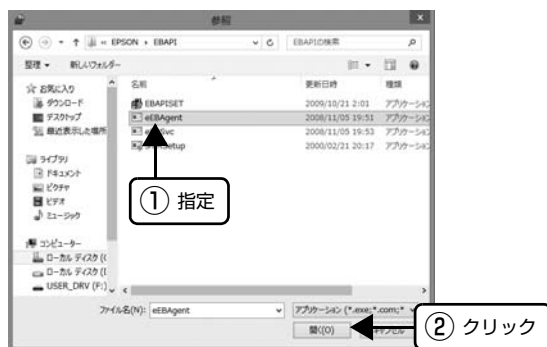 参照
« EPSON › EBAPI
EBAPIの検索
整理 ▼ 新しいフォルダー
名前 更新日時 種類
EBAPISET 2009/10/21 2:01 アプリケーショ
eEBAgent 2008/11/05 19:51 アプリケーショ
2008/11/05 19:53 アプリケーショ
2000/02/21 20:17 アプリケーショ
お気に入り
ダウンロード
デスクトップ
最近表示した場所
ライブラリ
ドキュメント
ピクチャ
ビデオ
ミュージック
コンピューター
ローカル ディスク (C
ローカル ディスク (D
USER_DRV (F:)
① 指定
ファイル名(N): eEBAgent
アプリケーション (*.exe;*.com;*
開く(O)
② クリック